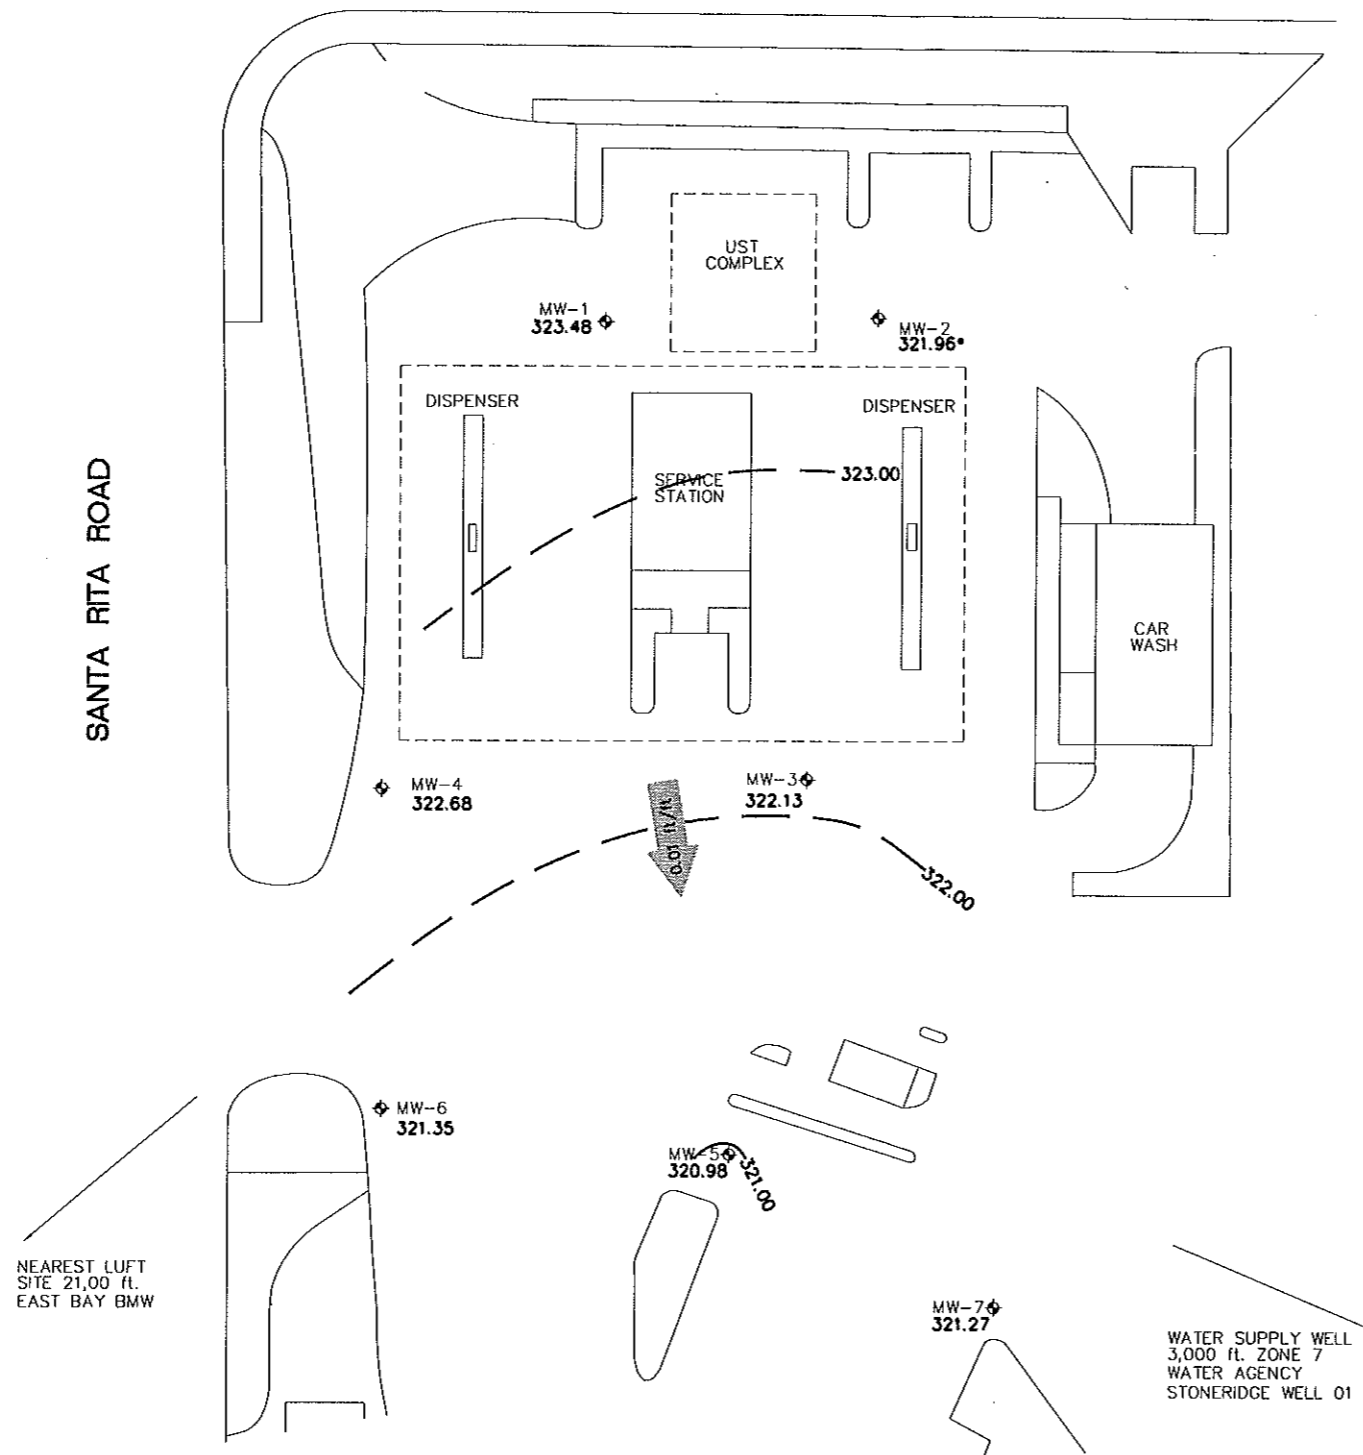 UST
COMPLEX
MW-1
323.48
MW-2
321.96*
DISPENSER
DISPENSER
323.00
SERVICE
STATION
SANTA RITA ROAD
CAR
WASH
MW-4
322.68
MW-3
322.13
0.01 ft/ft
322.00
MW-6
321.35
MW-5
320.98
321.00
NEAREST LUFT
SITE 21,00 ft.
EAST BAY BMW
MW-7
321.27
WATER SUPPLY WELL
3,000 ft. ZONE 7
WATER AGENCY
STONERIDGE WELL 01